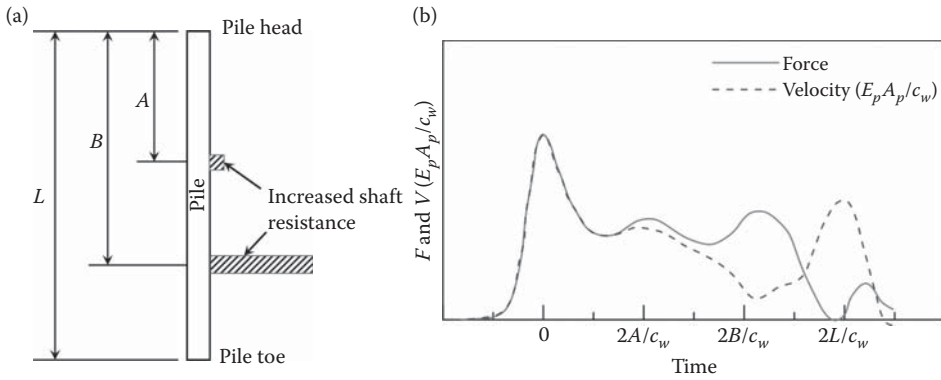 (a)
Pile head
A
B
L
Pile
Increased shaft
resistance
Pile toe
(b)
Force
Velocity (E_pA_p/c_w)
F and V (E_pA_p/c_w)
0
2A/c_w
2B/c_w
2L/c_w
Time